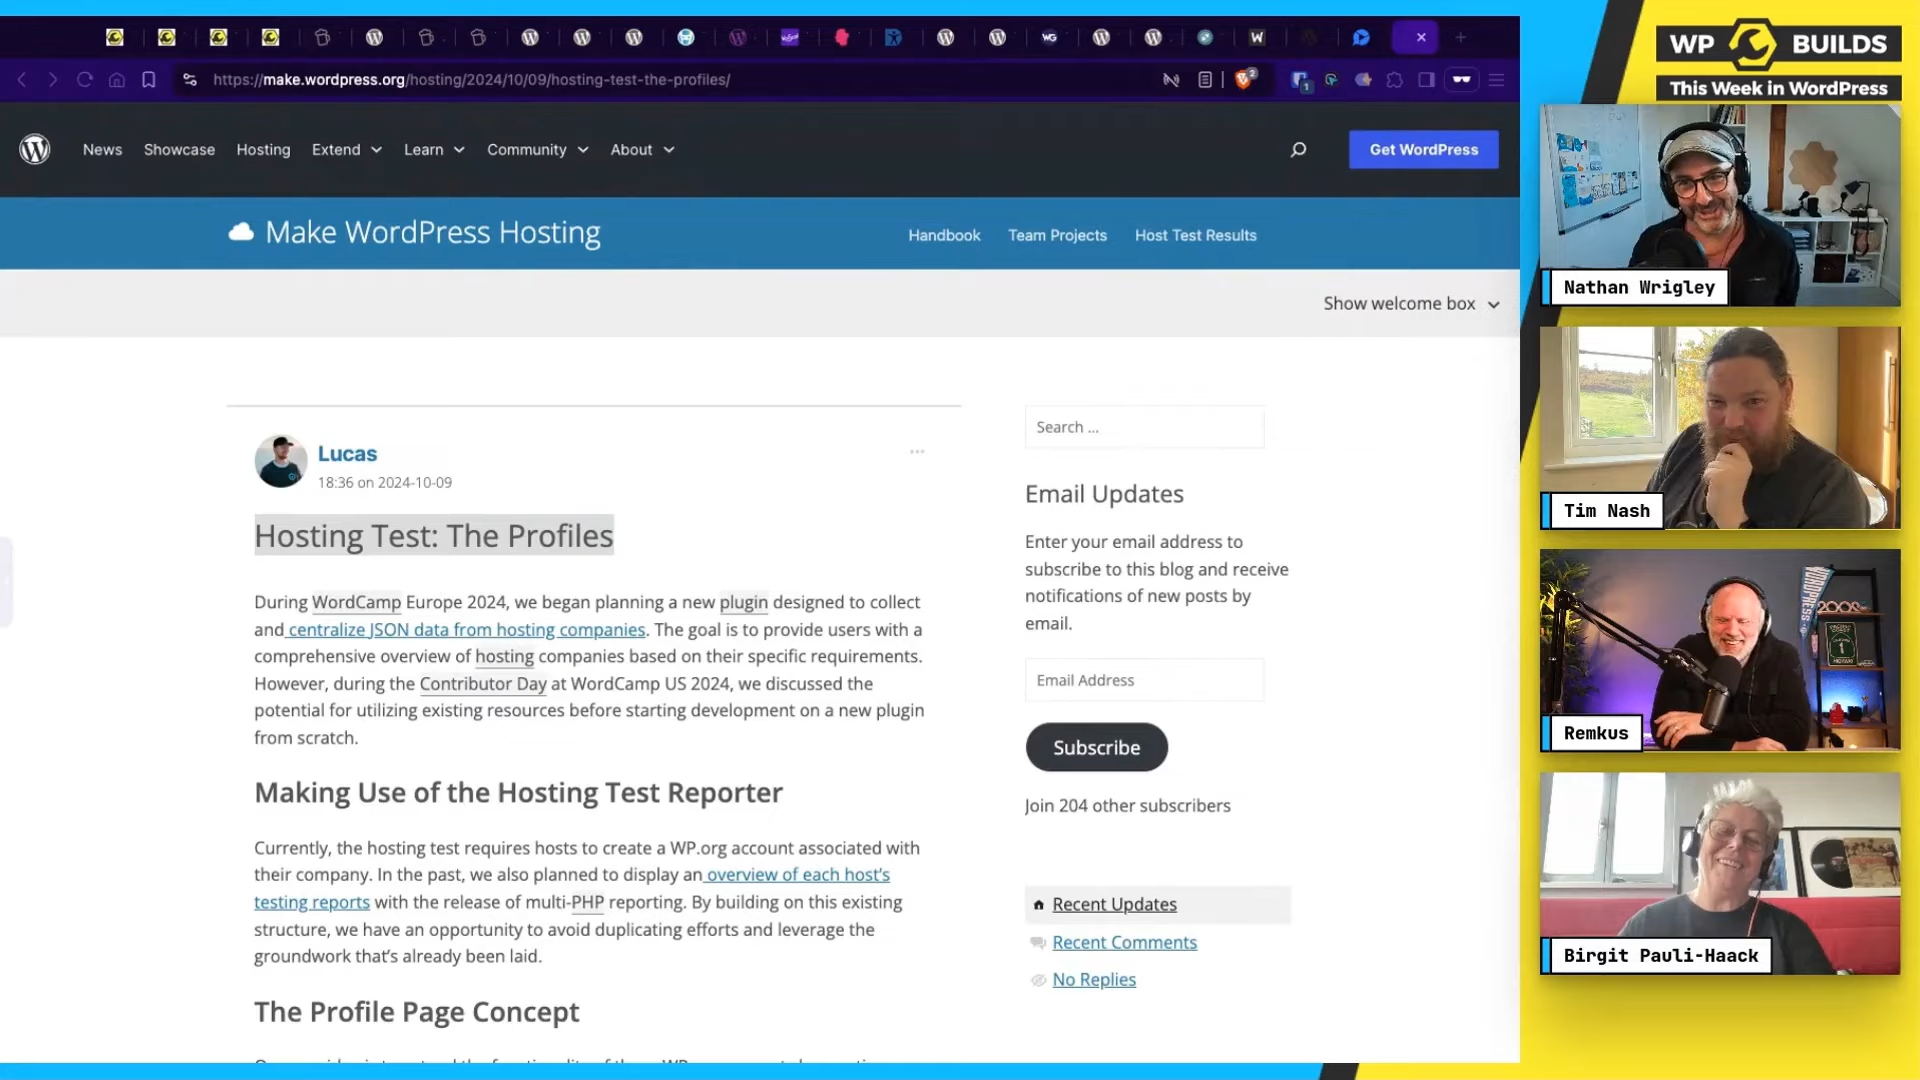 https://make.wordpress.org/hosting/2024/10/09/hosting-test-the-profiles/
2
1
News
Showcase
Hosting
Extend
Learn
Community
About
Get WordPress
Make WordPress Hosting
Handbook
Team Projects
Host Test Results
Show welcome box
Lucas
18:36 on 2024-10-09
Hosting Test: The Profiles
During WordCamp Europe 2024, we began planning a new plugin designed to collect
and centralize JSON data from hosting companies. The goal is to provide users with a
comprehensive overview of hosting companies based on their specific requirements.
However, during the Contributor Day at WordCamp US 2024, we discussed the
potential for utilizing existing resources before starting development on a new plugin
from scratch.
Making Use of the Hosting Test Reporter
Currently, the hosting test requires hosts to create a WP.org account associated with
their company. In the past, we also planned to display an overview of each host's
testing reports with the release of multi-PHP reporting. By building on this existing
structure, we have an opportunity to avoid duplicating efforts and leverage the
groundwork that's already been laid.
The Profile Page Concept
Search ...
Email Updates
Enter your email address to
subscribe to this blog and receive
notifications of new posts by
email.
Email Address
Subscribe
Join 204 other subscribers
Recent Updates
Recent Comments
No Replies
WP BUILDS
This Week in WordPress
Nathan Wrigley
Tim Nash
Remkus
Birgit Pauli-Haack